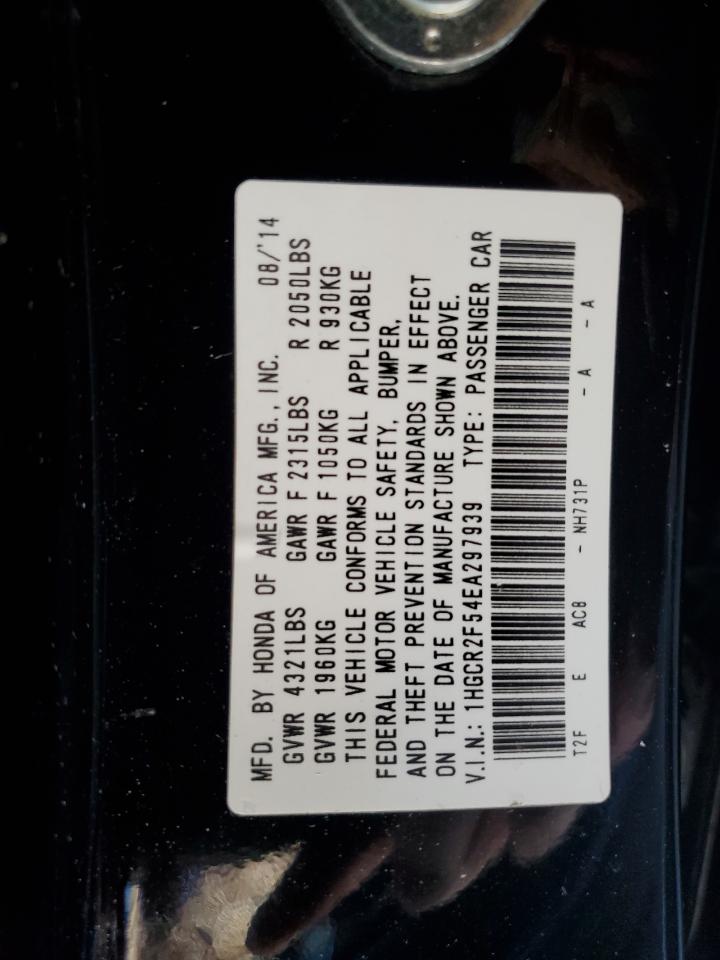 MFD. BY HONDA OF AMERICA MFG., INC. 08/'14
GVWR 4321LBS GAWR F 2315LBS R 2050LBS
GVWR 1960KG GAWR F 1050KG R 930KG
THIS VEHICLE CONFORMS TO ALL APPLICABLE
FEDERAL MOTOR VEHICLE SAFETY, BUMPER,
AND THEFT PREVENTION STANDARDS IN EFFECT
ON THE DATE OF MANUFACTURE SHOWN ABOVE.
V.I.N.: 1HGCR2F54EA297939 TYPE: PASSENGER CAR
T2F E AC8 - NH731P - A - A